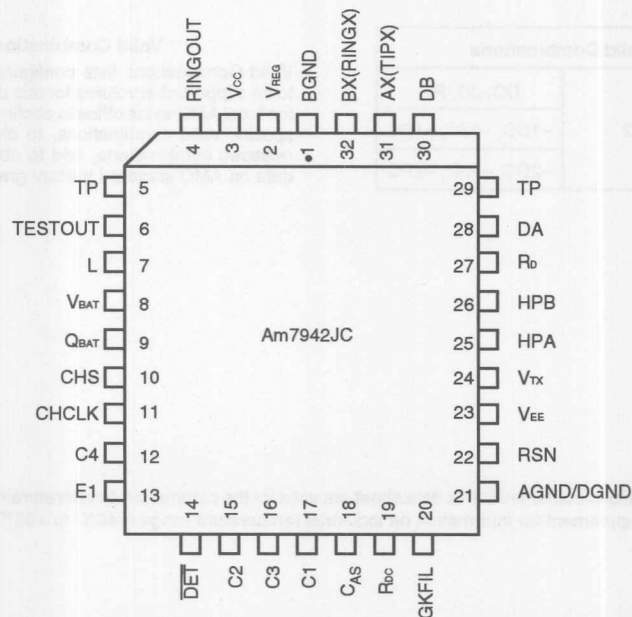 RINGOUT
VCC
VREG
BGND
BX(RINGX)
AX(TIPX)
DB
4
3
2
•1
32
31
30
TP 5 29 TP
TESTOUT 6 28 DA
L 7 27 RD
VBAT 8 26 HPB
Am7942JC
QBAT 9 25 HPA
CHS 10 24 VTX
CHCLK 11 23 VEE
C4 12 22 RSN
E1 13 21 AGND/DGND
14
15
16
17
18
19
20
DET
C2
C3
C1
CAS
RDC
GKFIL